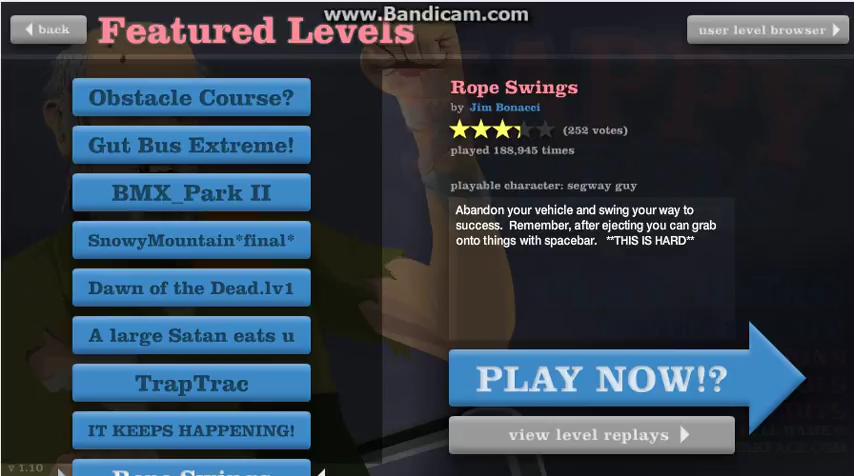 www.Bandicam.com
back
Featured Levels
user level browser
Obstacle Course?
Gut Bus Extreme!
BMX_Park II
SnowyMountain*final*
Dawn of the Dead.lv1
A large Satan eats u
TrapTrac
IT KEEPS HAPPENING!
Rope Swings
v 1.10
Rope Swings
by Jim Bonacci
(252 votes)
played 188,945 times
playable character: segway guy
Abandon your vehicle and swing your way to
success. Remember, after ejecting you can grab
onto things with spacebar. **THIS IS HARD**
PLAY NOW!?
view level replays